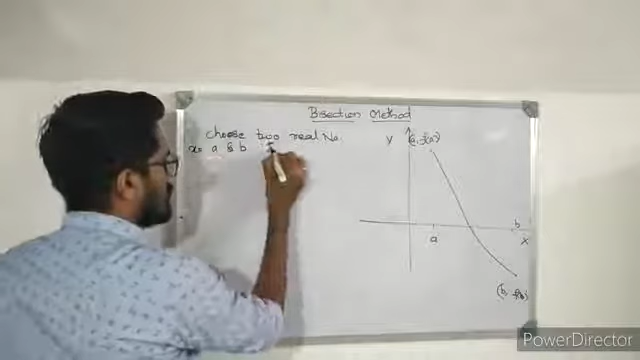 Bisection Method
Choose two real No.
x= a & b
Y (a, f(a))
a
b
X
(b, f(b))
PowerDirector